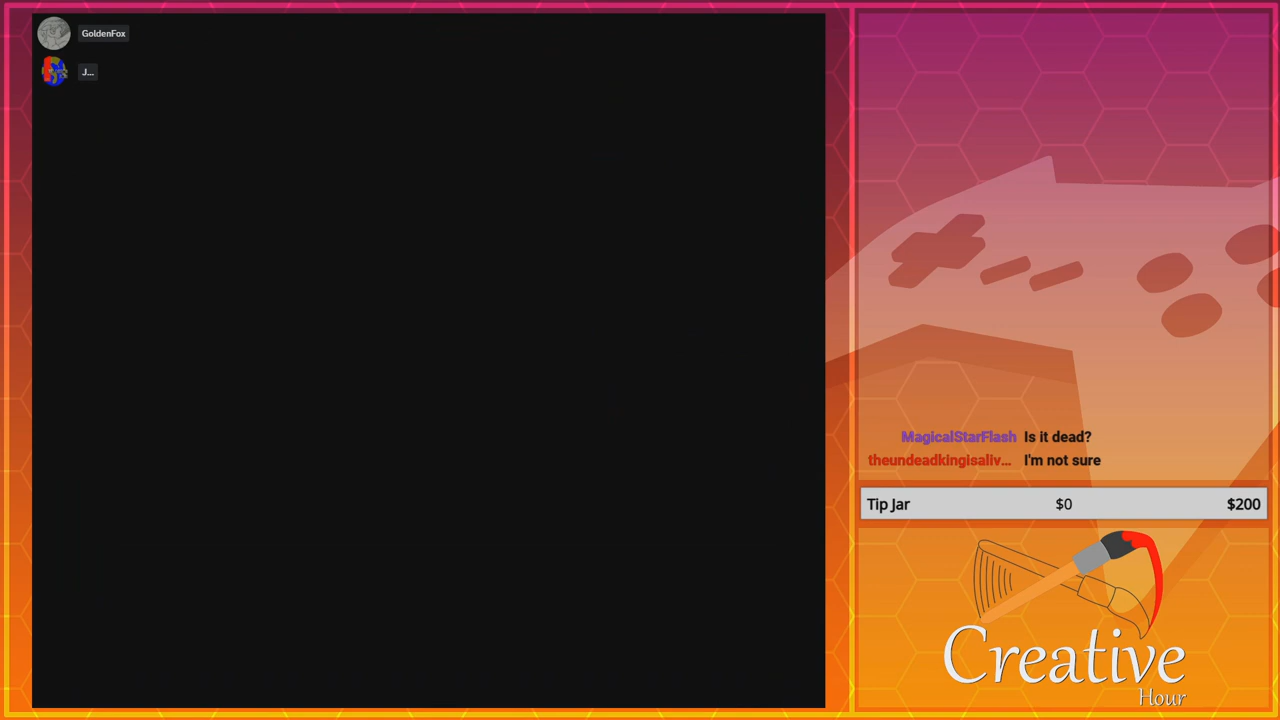 GoldenFox
J...
MagicalStarFlash Is it dead?
theundeadkingisaliv... I'm not sure
Tip Jar $0 $200
Creative
Hour